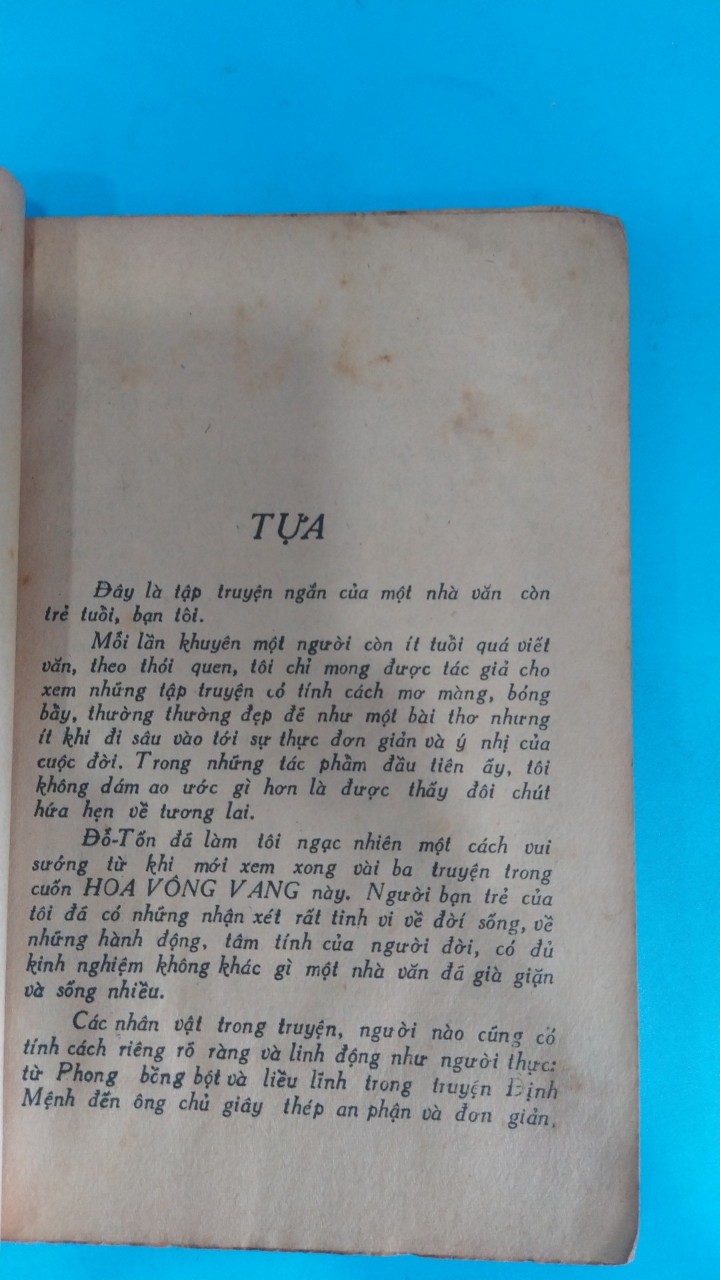 TỰA
Đây là tập truyện ngắn của một nhà văn còn
trẻ tuổi, bạn tôi.
Mỗi lần khuyên một người còn ít tuổi quá viết
văn, theo thói quen, tôi chỉ mong được tác giả cho
xem những tập truyện có tính cách mơ màng, bóng
bẩy, thường thường đẹp đẽ như một bài thơ nhưng
ít khi đi sâu vào tới sự thực đơn giản và ý nhị của
cuộc đời. Trong những tác phẩm đầu tiên ấy, tôi
không dám ao ước gì hơn là được thấy đôi chút
hứa hẹn về tương lai.
Đỗ-Tốn đã làm tôi ngạc nhiên một cách vui
sướng từ khi mới xem xong vài ba truyện trong
cuốn HOA VÔNG VANG này. Người bạn trẻ của
tôi đã có những nhận xét rất tinh vi về đời sống, về
những hành động, tâm tính của người đời, có đủ
kinh nghiệm không khác gì một nhà văn đã già giặn
và sống nhiều.
Các nhân vật trong truyện, người nào cũng có
tính cách riêng rõ ràng và linh động như người thực:
từ Phong bồng bột và liều lĩnh trong truyện Định
Mệnh đến ông chủ giây thép an phận và đơn giản,